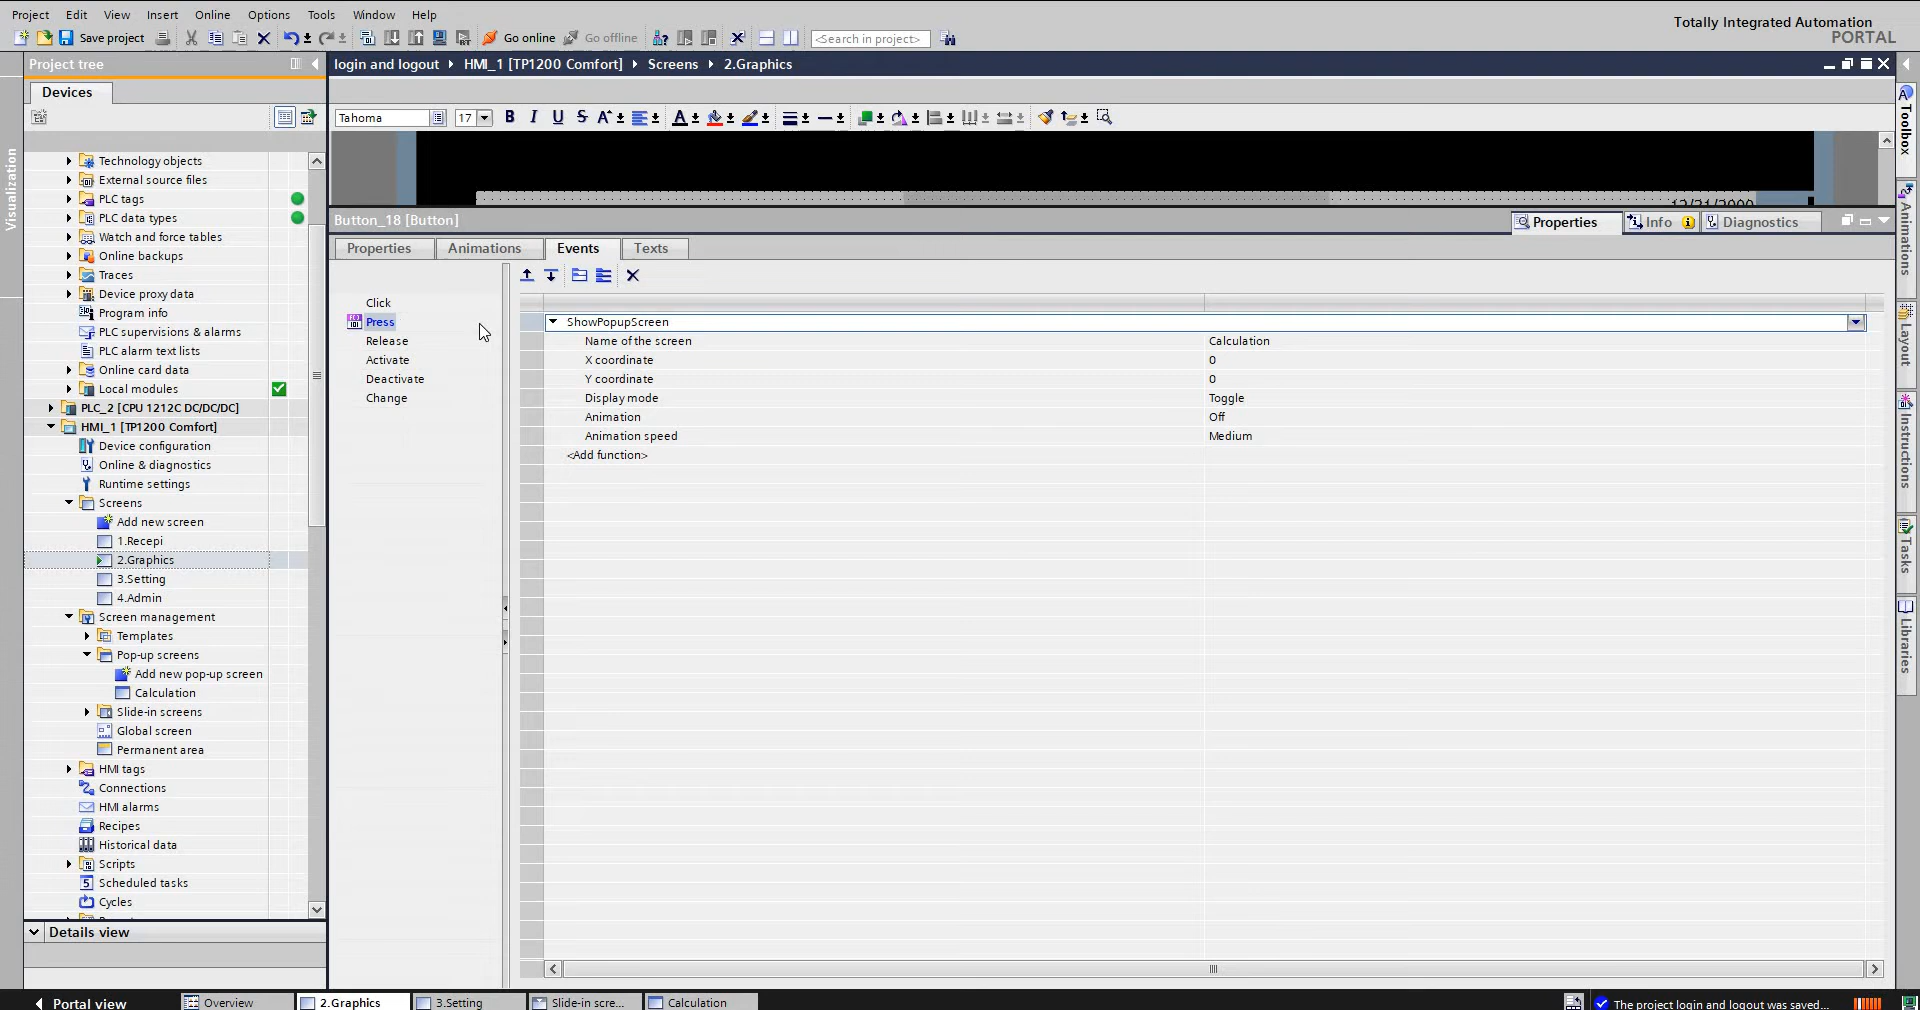 Project Edit View Insert Online Options Tools Window Help
Totally Integrated Automation
PORTAL
Save project
Go online
Go offline
<Search in project>
Project tree
login and logout
HMI_1 [TP1200 Comfort]
Screens
2.Graphics
Devices
Tahoma
17
B I U S A
Visualization
Technology objects
External source files
PLC tags
PLC data types
Watch and force tables
Online backups
Traces
Device proxy data
Program info
PLC supervisions & alarms
PLC alarm text lists
Online card data
Local modules
PLC_2 [CPU 1212C DC/DC/DC]
HMI_1 [TP1200 Comfort]
Device configuration
Online & diagnostics
Runtime settings
Screens
Add new screen
1.Recepi
2.Graphics
3.Setting
4.Admin
Screen management
Templates
Pop-up screens
Add new pop-up screen
Calculation
Slide-in screens
Global screen
Permanent area
HMI tags
Connections
HMI alarms
Recipes
Historical data
Scripts
Scheduled tasks
Cycles
Details view
12/31/2000
Button_18 [Button]
Properties
Info
Diagnostics
Properties
Animations
Events
Texts
Click
Press
Release
Activate
Deactivate
Change
ShowPopupScreen
Name of the screen Calculation
X coordinate 0
Y coordinate 0
Display mode Toggle
Animation Off
Animation speed Medium
<Add function>
Toolbox
Animations
Layout
Instructions
Tasks
Libraries
Portal view
Overview
2.Graphics
3.Setting
Slide-in scre...
Calculation
The project login and logout was saved...